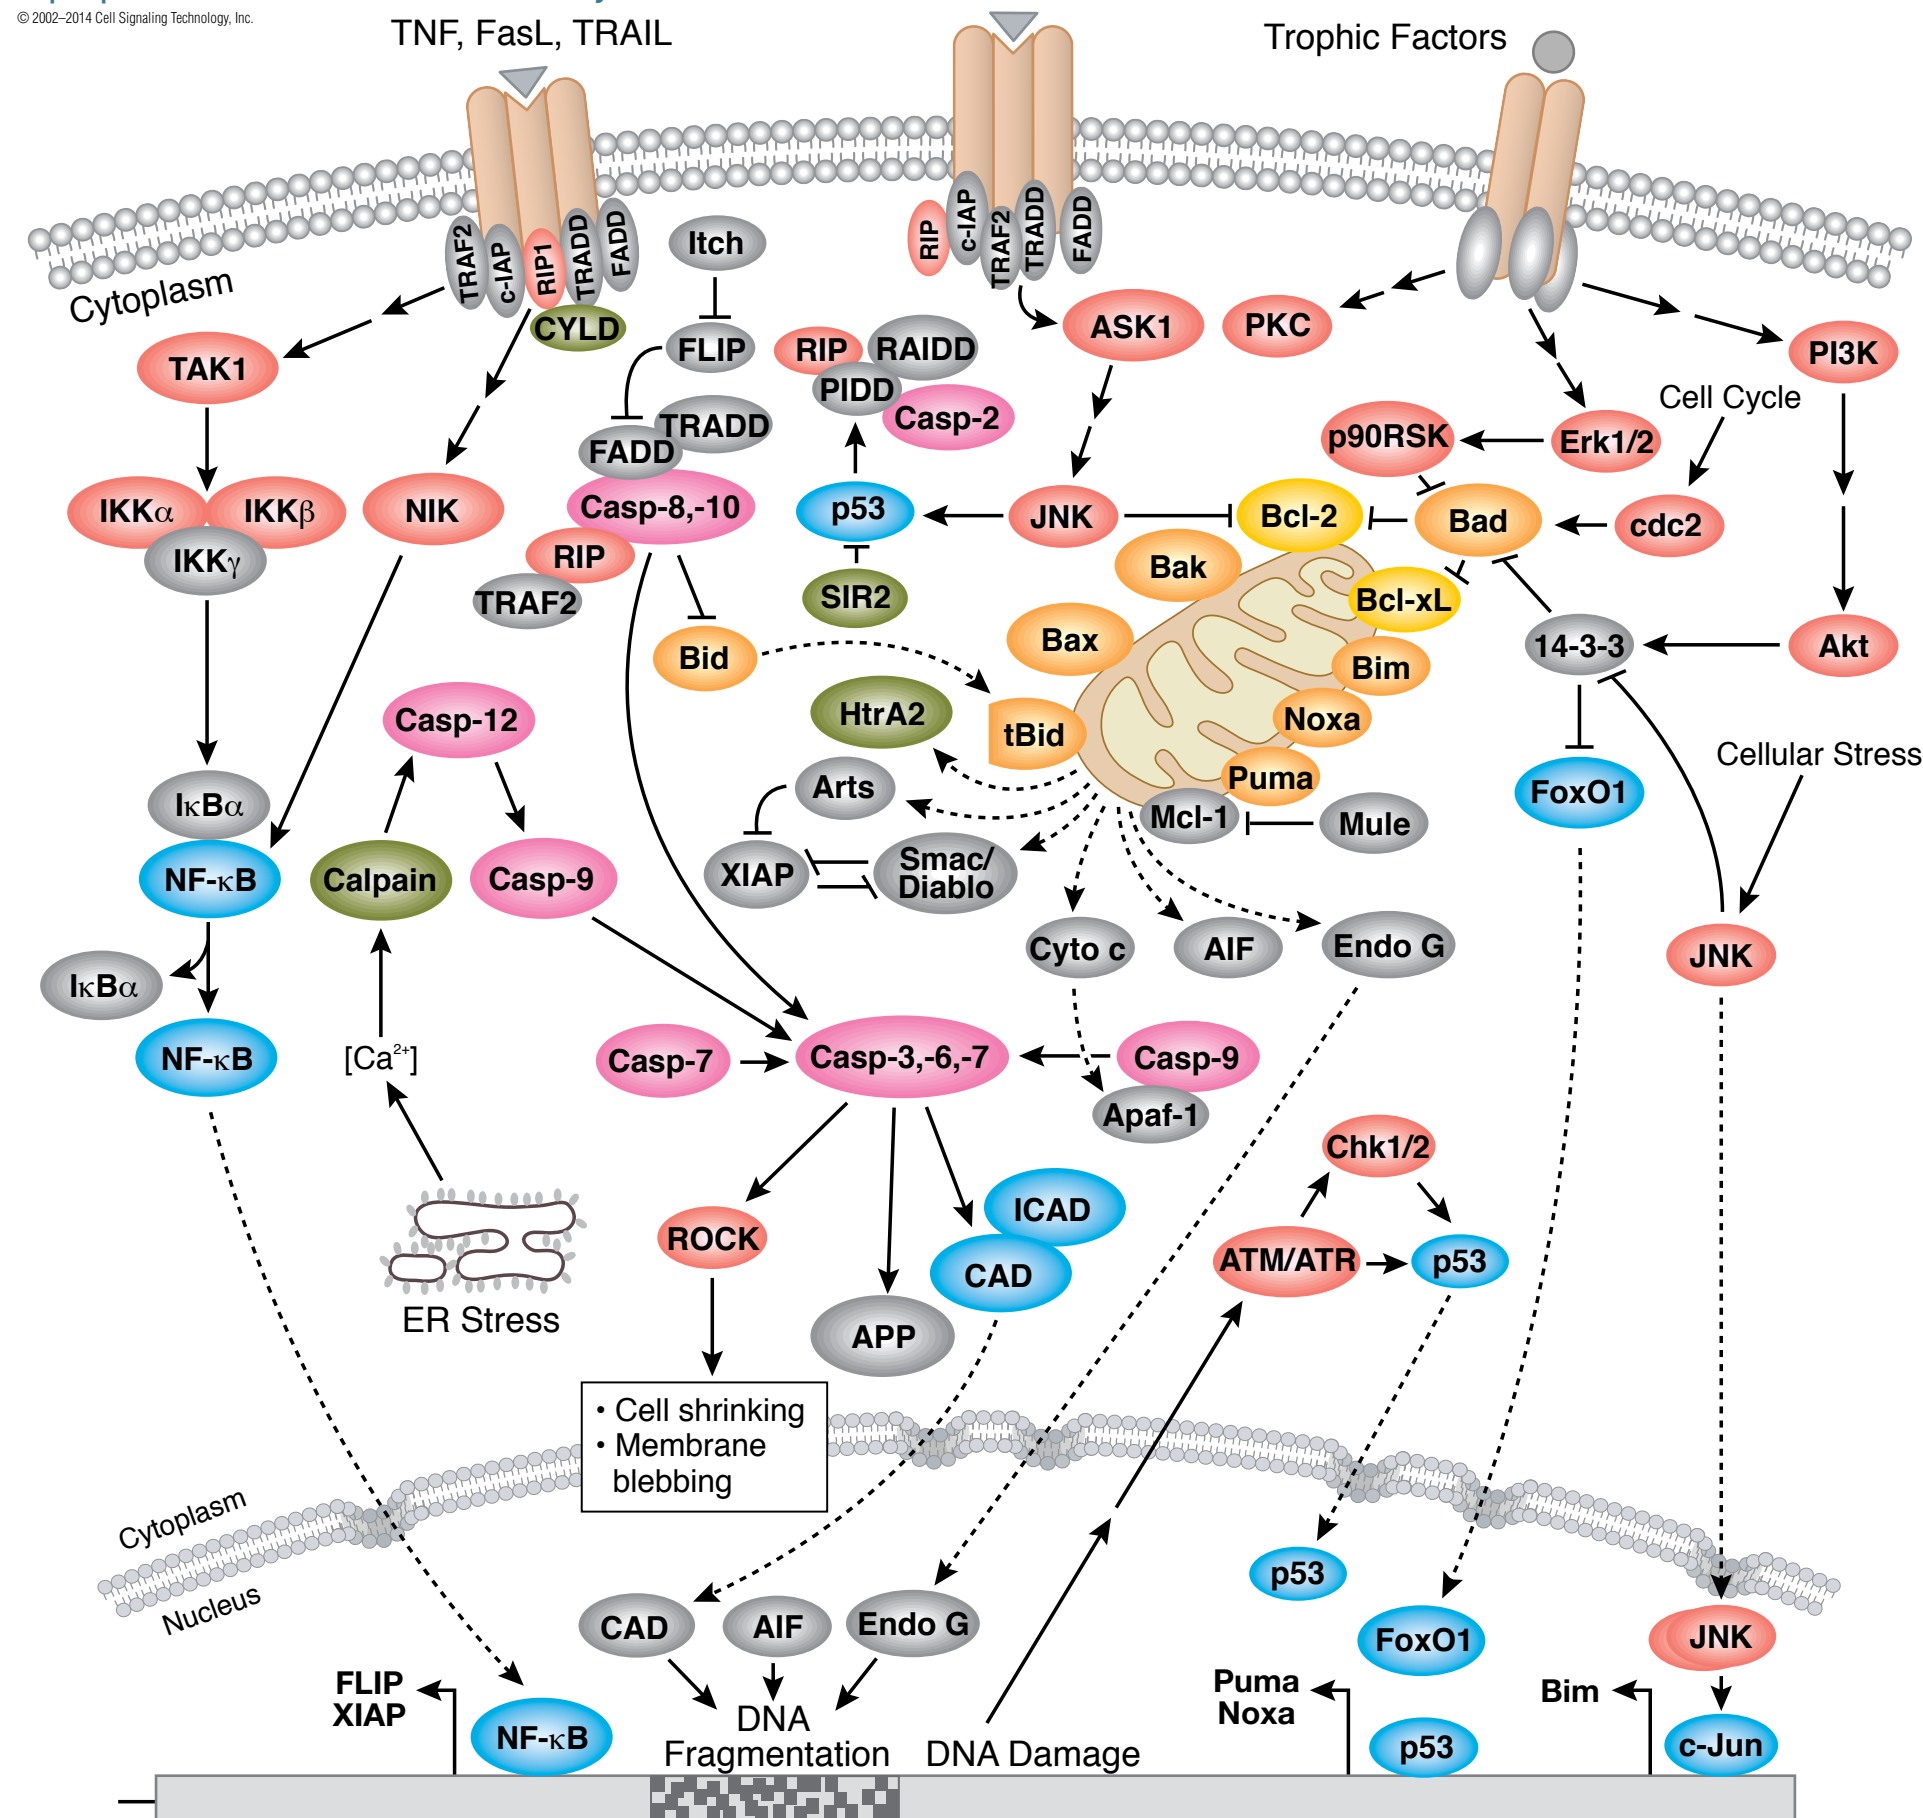 © 2002–2014 Cell Signaling Technology, Inc.
TNF, FasL, TRAIL
Trophic Factors
Cytoplasm
TRAF2
c-IAP
RIP1
TRADD
FADD
CYLD
Itch
FLIP
RIP
c-IAP
TRAF2
TRADD
FADD
ASK1
PKC
PI3K
TAK1
RIP
RAIDD
PIDD
Casp-2
Cell Cycle
TRADD
FADD
Casp-8,-10
RIP
TRAF2
p90RSK
Erk1/2
IKKα
IKKβ
IKKγ
NIK
p53
JNK
Bcl-2
Bad
cdc2
SIR2
Bak
Bcl-xL
Bid
Bax
Bim
14-3-3
Akt
Casp-12
HtrA2
tBid
Noxa
Puma
Cellular Stress
IκBα
NF-κB
Arts
Mcl-1
Mule
FoxO1
Calpain
Casp-9
XIAP
Smac/
Diablo
IκBα
Cyto c
AIF
Endo G
JNK
NF-κB
[Ca2+]
Casp-7
Casp-3,-6,-7
Casp-9
Apaf-1
Chk1/2
ROCK
ICAD
CAD
ATM/ATR
p53
ER Stress
APP
• Cell shrinking
• Membrane
blebbing
Cytoplasm
Nucleus
p53
CAD
AIF
Endo G
FoxO1
JNK
FLIP
XIAP
NF-κB
DNA
Fragmentation
DNA Damage
Puma
Noxa
p53
Bim
c-Jun